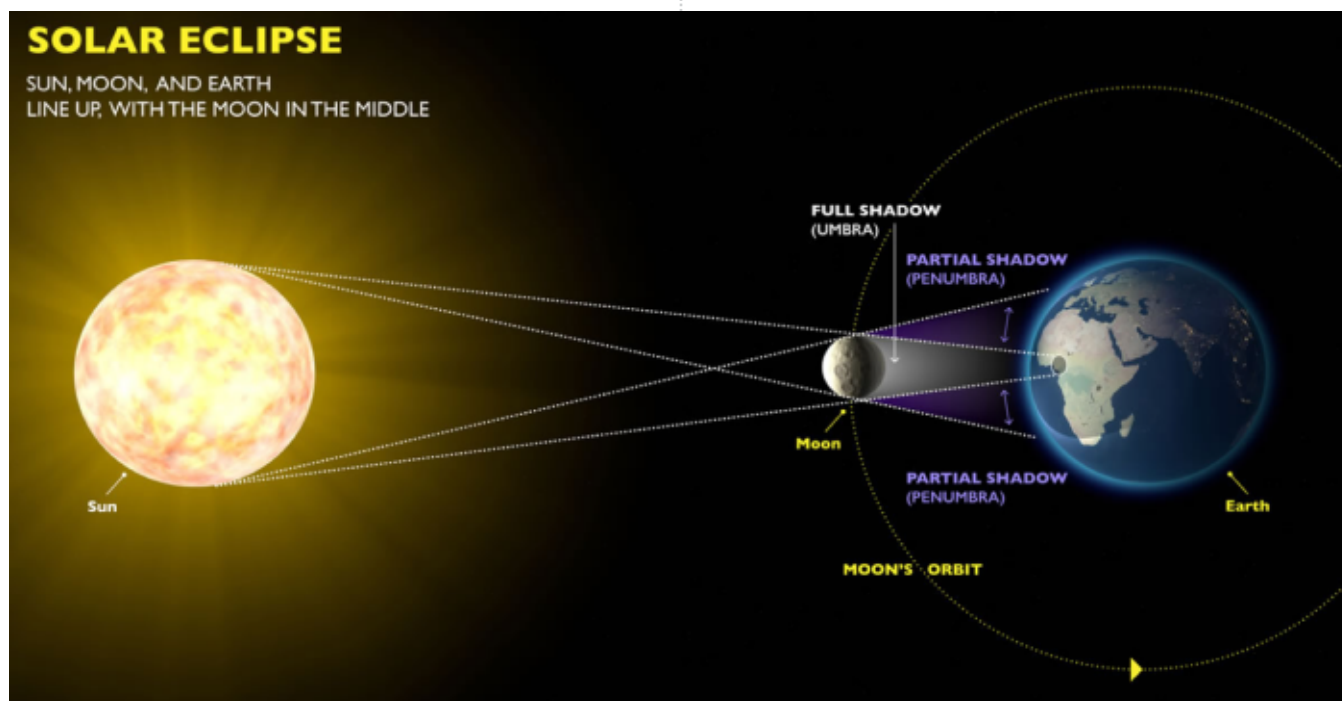 SOLAR ECLIPSE
SUN, MOON, AND EARTH
LINE UP, WITH THE MOON IN THE MIDDLE
FULL SHADOW
(UMBRA)
PARTIAL SHADOW
(PENUMBRA)
Moon
PARTIAL SHADOW
(PENUMBRA)
Sun
Earth
MOON'S ORBIT